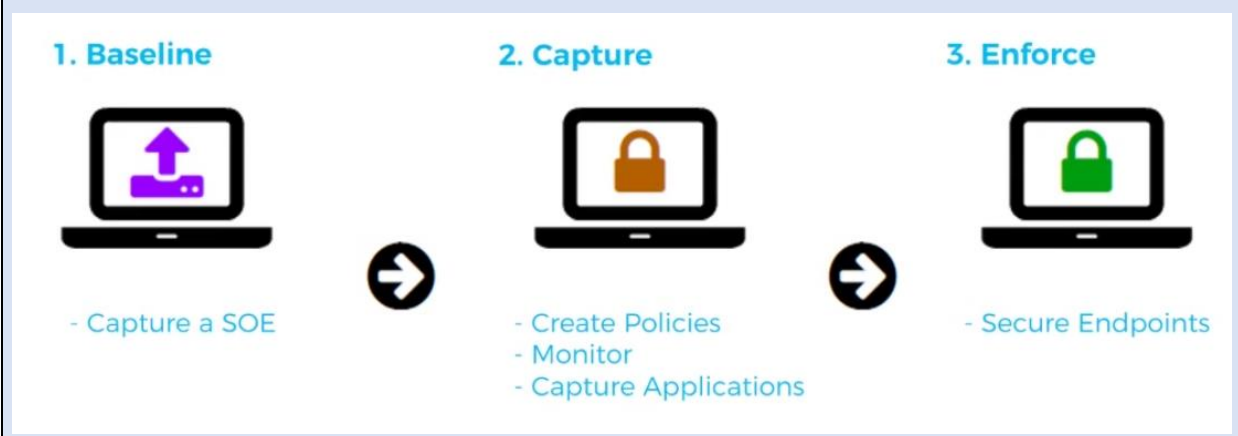 1. Baseline
2. Capture
3. Enforce
- Capture a SOE
- Create Policies
- Monitor
- Capture Applications
- Secure Endpoints